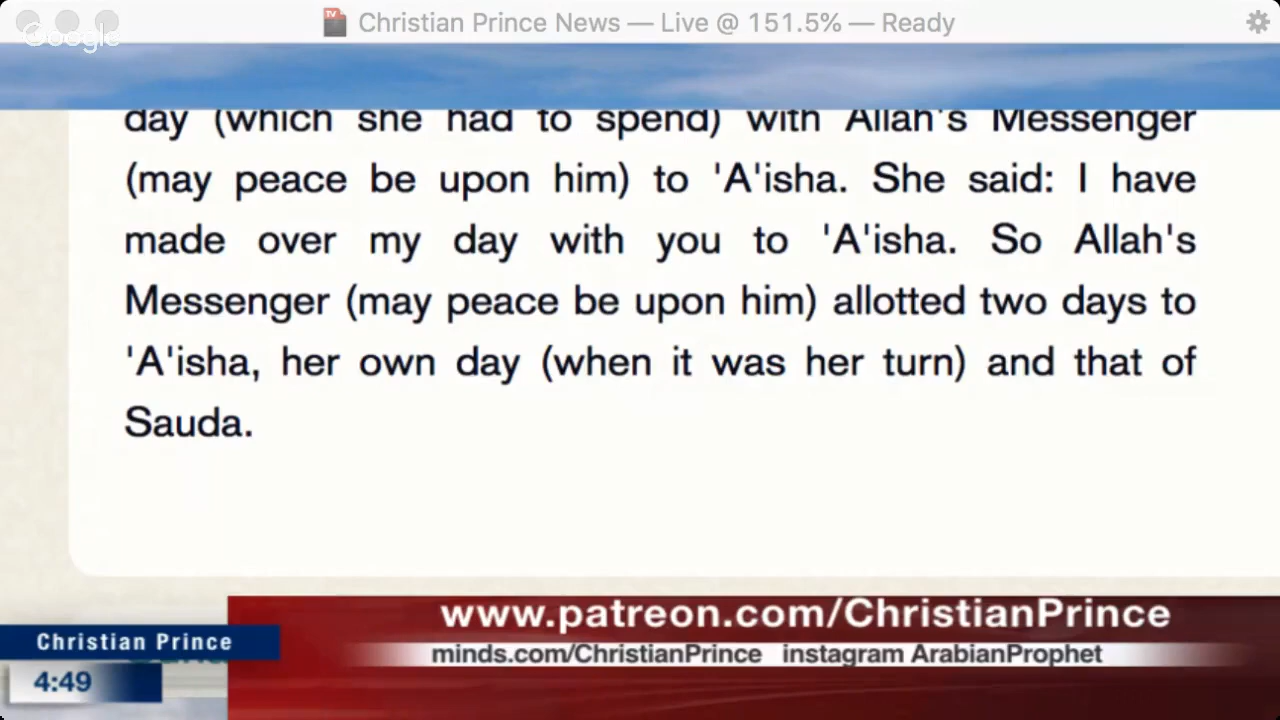 Christian Prince News — Live @ 151.5% — Ready
Google
day (which she had to spend) with Allah's Messenger
(may peace be upon him) to 'A'isha. She said: I have
made over my day with you to 'A'isha. So Allah's
Messenger (may peace be upon him) allotted two days to
'A'isha, her own day (when it was her turn) and that of
Sauda.
www.patreon.com/ChristianPrince
Christian Prince
minds.com/ChristianPrince instagram ArabianProphet
4:49